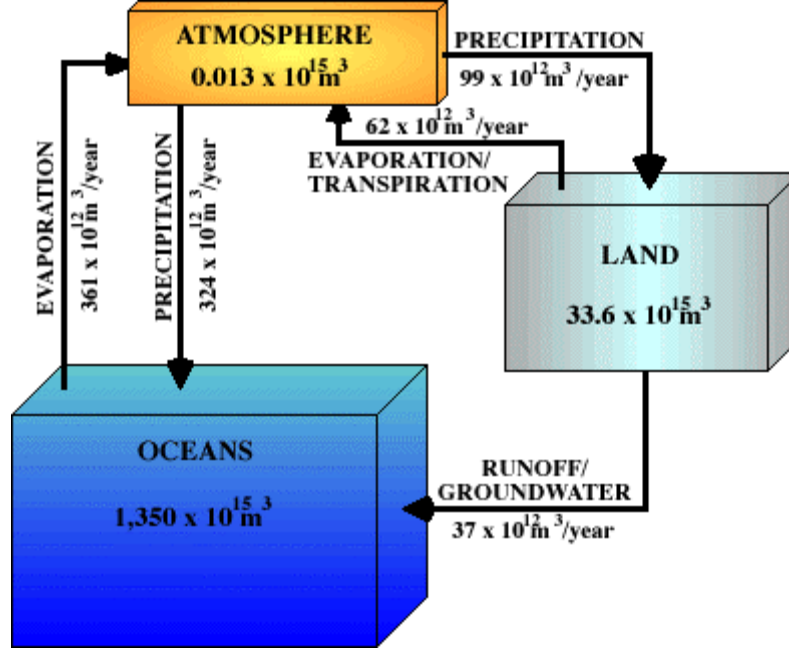 ATMOSPHERE
0.013 x 10^15 m^3
PRECIPITATION
99 x 10^12 m^3/year
62 x 10^12 m^3/year
EVAPORATION/
TRANSPIRATION
EVAPORATION
361 x 10^12 m^3/year
PRECIPITATION
324 x 10^12 m^3/year
LAND
33.6 x 10^15 m^3
OCEANS
1,350 x 10^15 m^3
RUNOFF/
GROUNDWATER
37 x 10^12 m^3/year